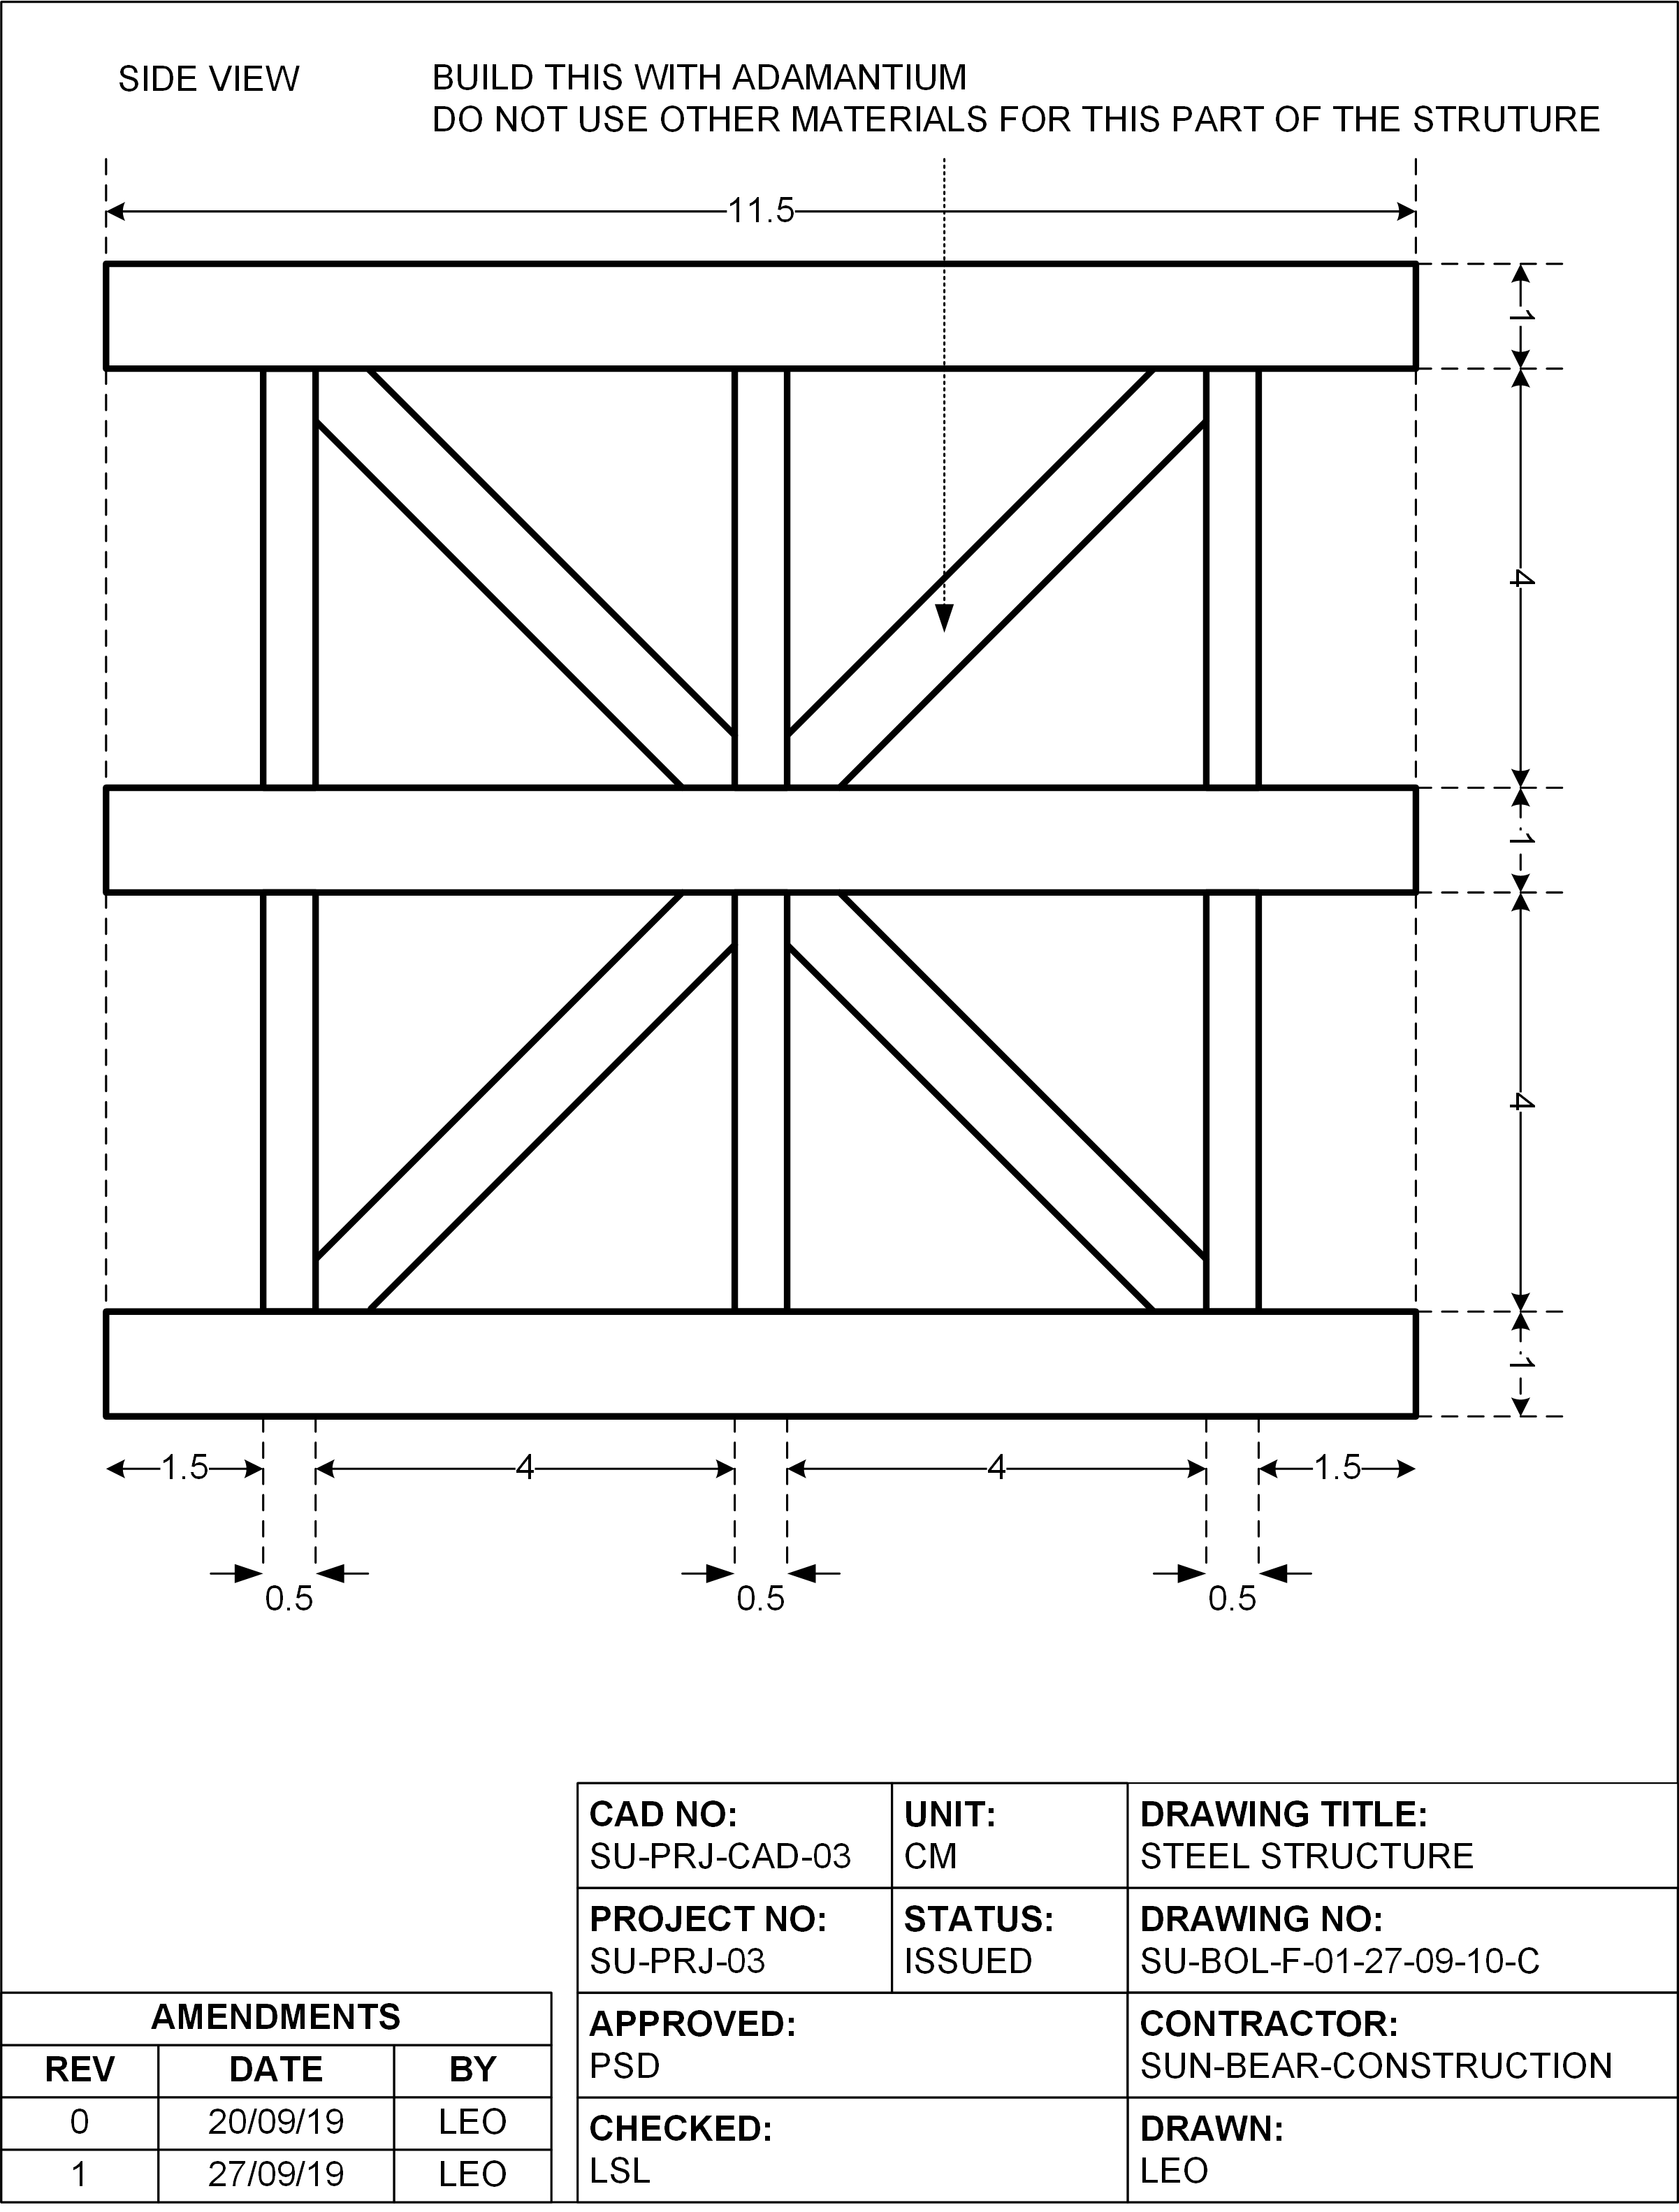 SIDE VIEW
BUILD THIS WITH ADAMANTIUM
DO NOT USE OTHER MATERIALS FOR THIS PART OF THE STRUTURE
11.5
1
4
1
4
1
1.5
4
4
1.5
0.5
0.5
0.5
CAD NO:
SU-PRJ-CAD-03
UNIT:
CM
DRAWING TITLE:
STEEL STRUCTURE
PROJECT NO:
SU-PRJ-03
STATUS:
ISSUED
DRAWING NO:
SU-BOL-F-01-27-09-10-C
APPROVED:
PSD
CONTRACTOR:
SUN-BEAR-CONSTRUCTION
CHECKED:
LSL
DRAWN:
LEO
AMENDMENTS
REV DATE BY
0 20/09/19 LEO
1 27/09/19 LEO